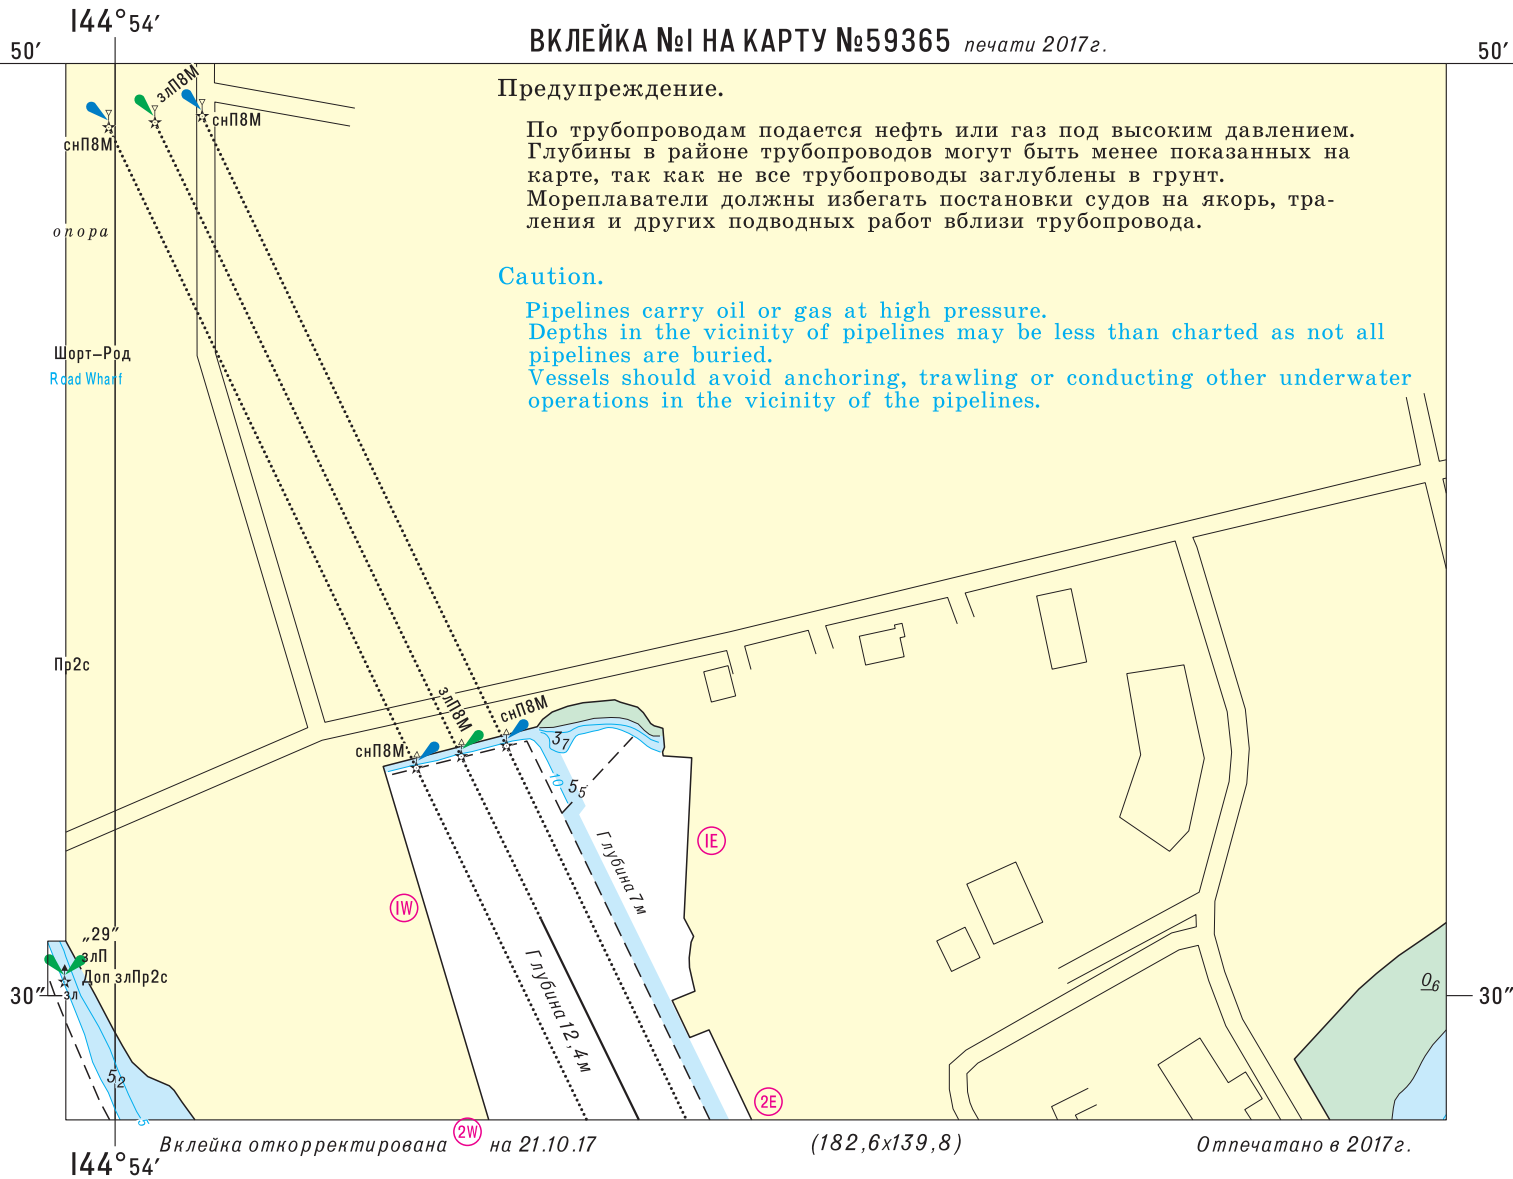 144°54′
50′
ВКЛЕЙКА №1 НА КАРТУ №59365 печати 2017г.
50′
злП8М
снП8М
снП8М
Предупреждение.
По трубопроводам подается нефть или газ под высоким давлением.
Глубины в районе трубопроводов могут быть менее показанных на
карте, так как не все трубопроводы заглублены в грунт.
Мореплаватели должны избегать постановки судов на якорь, тра-
ления и других подводных работ вблизи трубопровода.
опора
Caution.
Pipelines carry oil or gas at high pressure.
Depths in the vicinity of pipelines may be less than charted as not all
pipelines are buried.
Vessels should avoid anchoring, trawling or conducting other underwater
operations in the vicinity of the pipelines.
Шорт–Род
Road Wharf
Пр2с
злП8М
снП8М
снП8М
3₇
10
5₅
Глубина 7 м
1E
1W
„29″
злП
Доп злПр2с
зл
30″
Глубина 12,4 м
0₆
30″
5₂
5
2E
2W
Вклейка откорректирована на 21.10.17
(182,6х139,8)
Отпечатано в 2017г.
144°54′